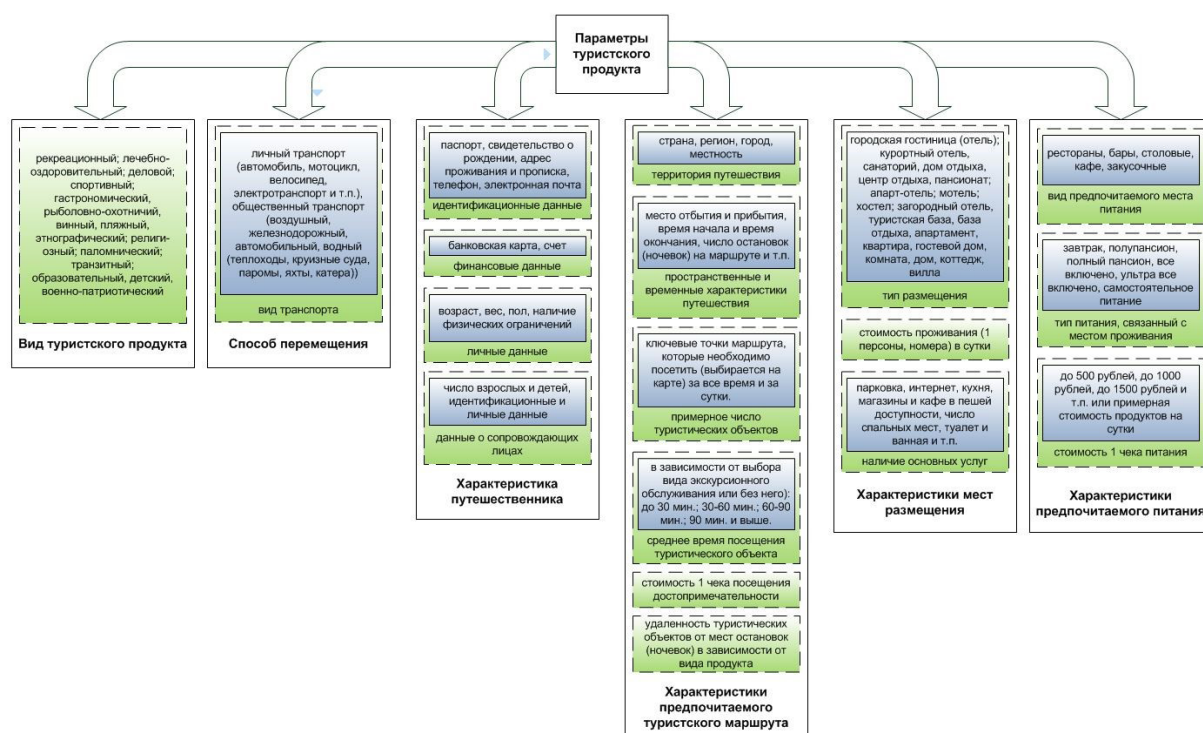 Параметры
туристского
продукта
рекреационный; лечебно-
оздоровительный; деловой;
спортивный;
гастрономический,
рыболовно-охотничий,
винный, пляжный,
этнографический; религи-
озный; паломнический;
транзитный;
образовательный, детский,
военно-патриотический
Вид туристского продукта
личный транспорт
(автомобиль, мотоцикл,
велосипед,
электротранспорт и т.п.),
общественный транспорт
(воздушный,
железнодорожный,
автомобильный, водный
(теплоходы, круизные суда,
паромы, яхты, катера))
вид транспорта
Способ перемещения
паспорт, свидетельство о
рождении, адрес
проживания и прописка,
телефон, электронная почта
идентификационные данные
банковская карта, счет
финансовые данные
возраст, вес, пол, наличие
физических ограничений
личные данные
число взрослых и детей,
идентификационные и
личные данные
данные о сопровождающих
лицах
Характеристика
путешественника
страна, регион, город,
местность
территория путешествия
место отбытия и прибытия,
время начала и время
окончания, число остановок
(ночевок) на маршруте и т.п.
пространственные и
временные характеристики
путешествия
ключевые точки маршрута,
которые необходимо
посетить (выбирается на
карте) за все время и за
сутки.
примерное число
туристических объектов
в зависимости от выбора
вида экскурсионного
обслуживания или без него):
до 30 мин.; 30-60 мин.; 60-90
мин.; 90 мин. и выше.
среднее время посещения
туристического объекта
стоимость 1 чека посещения
достопримечательности
удаленность туристических
объектов от мест остановок
(ночевок) в зависимости от
вида продукта
Характеристики
предпочитаемого
туристского маршрута
городская гостиница (отель);
курортный отель,
санаторий, дом отдыха,
центр отдыха, пансионат;
апарт-отель; мотель;
хостел; загородный отель,
туристская база, база
отдыха, апартамент,
квартира, гостевой дом,
комната, дом, коттедж,
вилла
тип размещения
стоимость проживания (1
персоны, номера) в сутки
парковка, интернет, кухня,
магазины и кафе в пешей
доступности, число
спальных мест, туалет и
ванная и т.п.
наличие основных услуг
Характеристики мест
размещения
рестораны, бары, столовые,
кафе, закусочные
вид предпочитаемого места
питания
завтрак, полупансион,
полный пансион, все
включено, ультра все
включено, самостоятельное
питание
тип питания, связанный с
местом проживания
до 500 рублей, до 1000
рублей, до 1500 рублей и
т.п. или примерная
стоимость продуктов на
сутки
стоимость 1 чека питания
Характеристики
предпочитаемого питания